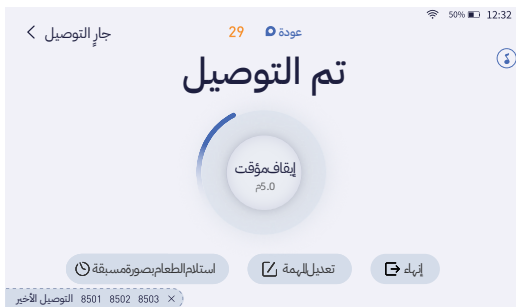 50% 12:32
جارٍ التوصيل
عودة 29
تم التوصيل
إيقاف مؤقت
5.0م
إنهاء
تعديل المهمة
استلام الطعام بصورة مسبقة
التوصيل الأخير 8501 8502 8503 ×